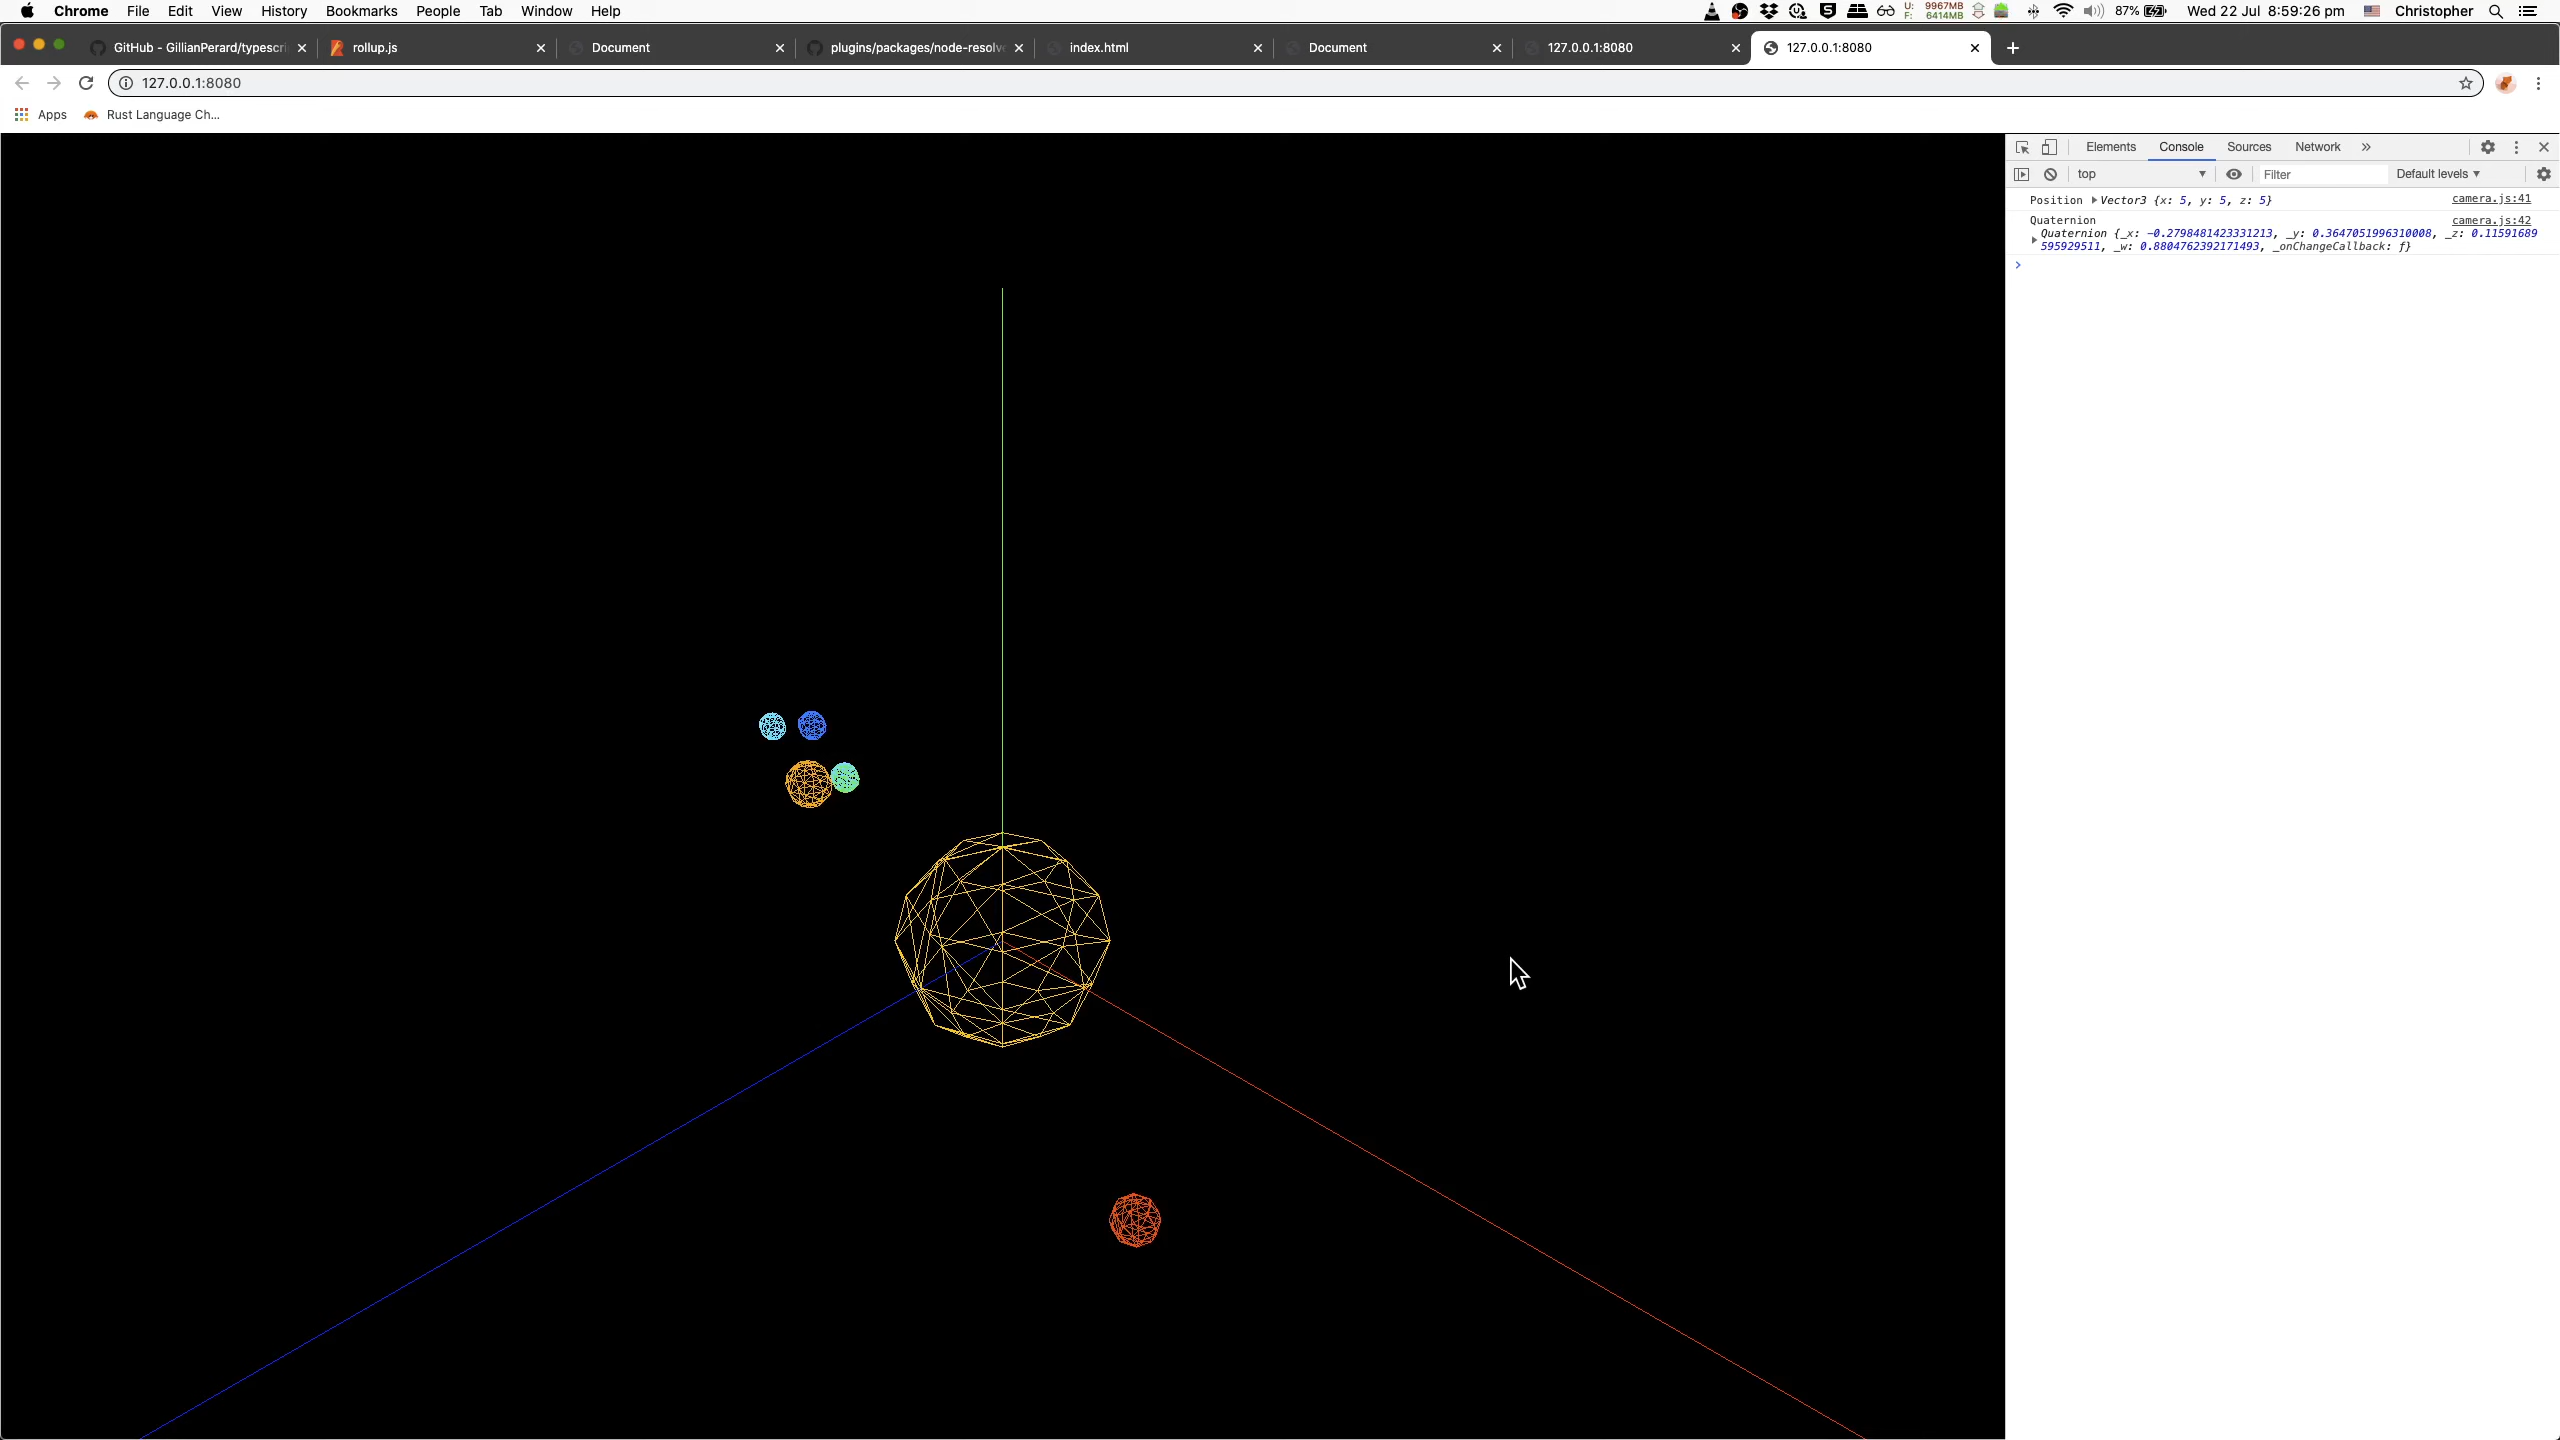 Chrome File Edit View History Bookmarks People Tab Window Help U: 9967MB F: 6414MB 87% Wed 22 Jul 8:59:26 pm Christopher
GitHub - GillianPerard/typescri rollup.js Document plugins/packages/node-resolv index.html Document 127.0.0.1:8080 127.0.0.1:8080
127.0.0.1:8080
Apps Rust Language Ch...
Elements Console Sources Network
top Filter Default levels
Position Vector3 {x: 5, y: 5, z: 5} camera.js:41
Quaternion camera.js:42
Quaternion {_x: -0.2798481423331213, _y: 0.3647051996310008, _z: 0.11591689
595929511, _w: 0.8804762392171493, _onChangeCallback: ƒ}